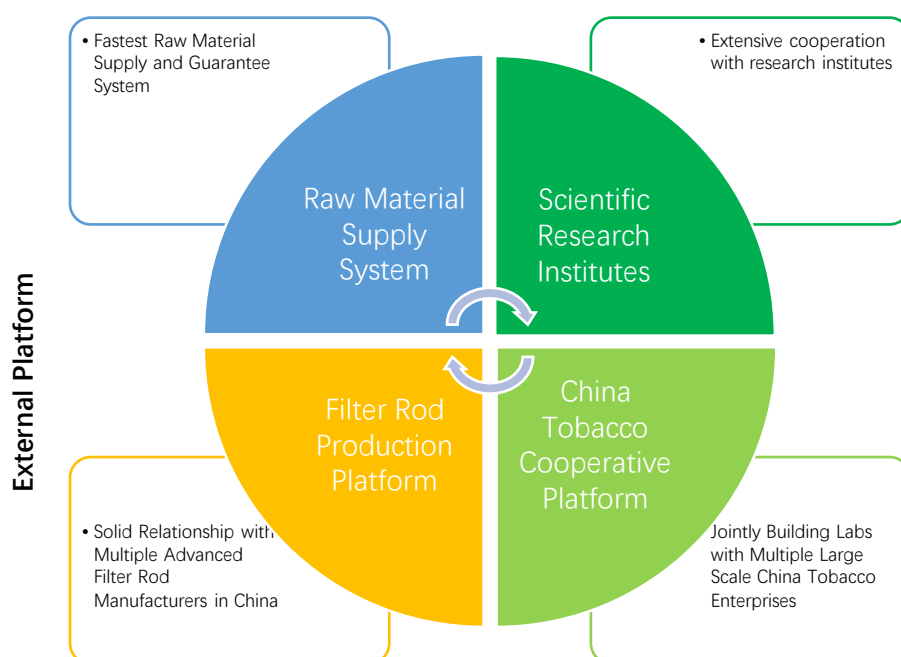 • Fastest Raw Material
Supply and Guarantee
System
• Extensive cooperation
with research institutes
Raw Material
Supply
System
Scientific
Research
Institutes
External Platform
Filter Rod
Production
Platform
China
Tobacco
Cooperative
Platform
• Solid Relationship with
Multiple Advanced
Filter Rod
Manufacturers in China
Jointly Building Labs
with Multiple Large
Scale China Tobacco
Enterprises